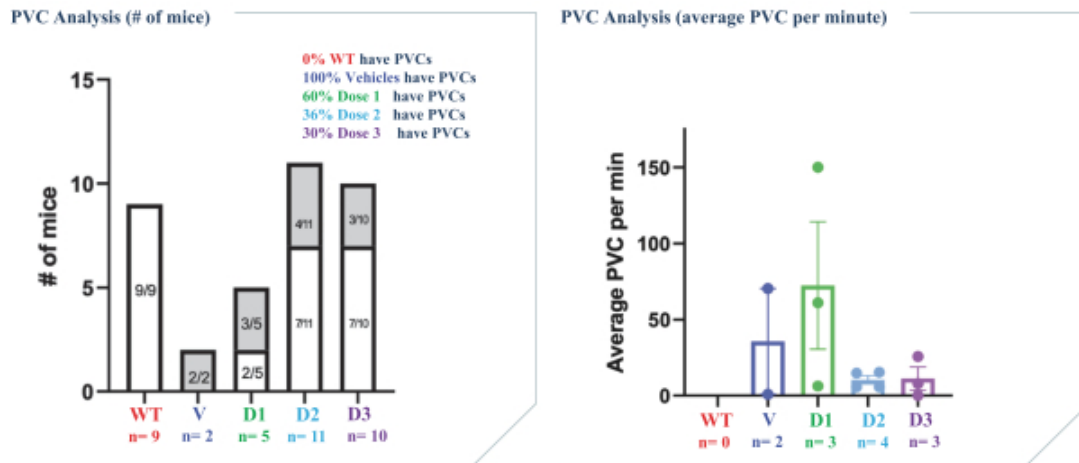 PVC Analysis (# of mice)
0% WT have PVCs
100% Vehicles have PVCs
60% Dose 1 have PVCs
36% Dose 2 have PVCs
30% Dose 3 have PVCs
# of mice
15
10
5
0
9/9
2/2
3/5
2/5
4/11
7/11
3/10
7/10
WT V D1 D2 D3
n= 9 n= 2 n= 5 n= 11 n= 10
PVC Analysis (average PVC per minute)
Average PVC per min
150
100
50
0
WT V D1 D2 D3
n= 0 n= 2 n= 3 n= 4 n= 3